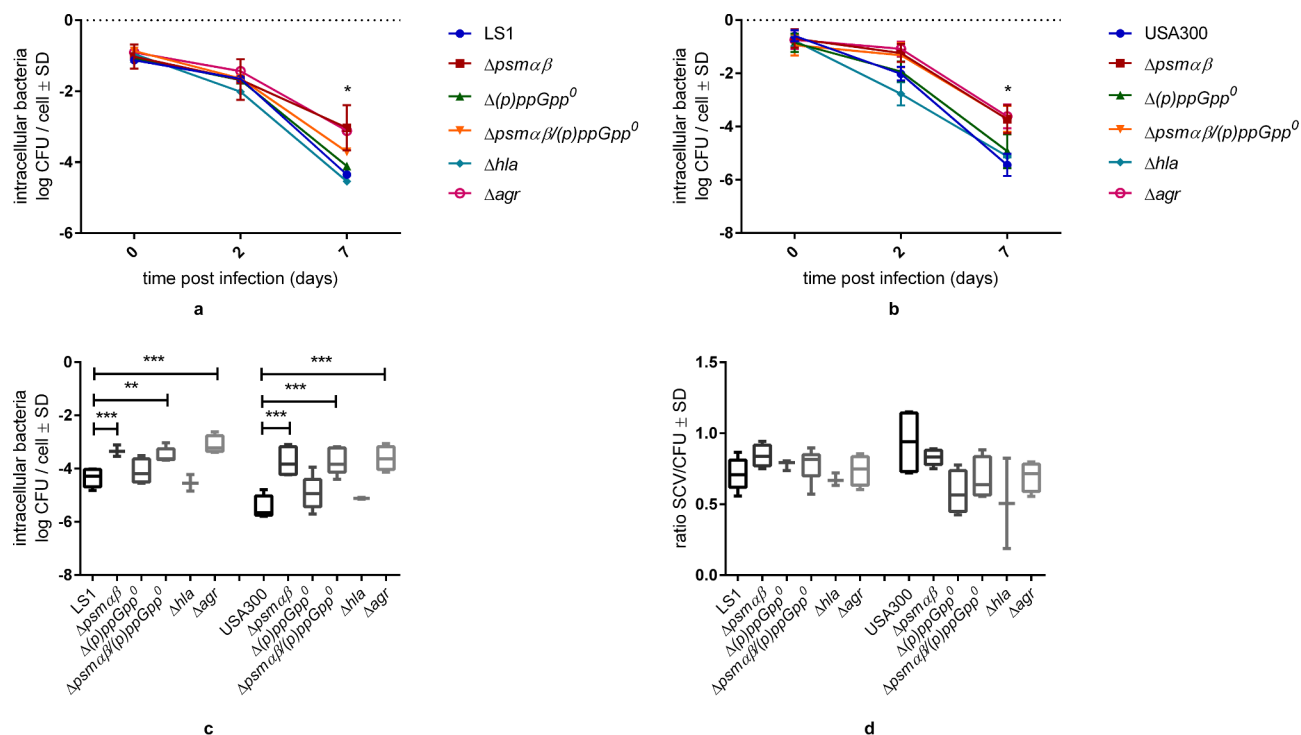 0
-2
-4
-6
intracellular bacteria
log CFU / cell ± SD
*
0
2
7
time post infection (days)
LS1
Δpsmαβ
Δ(p)ppGpp⁰
Δpsmαβ/(p)ppGpp⁰
Δhla
Δagr
a
0
-2
-4
-6
-8
intracellular bacteria
log CFU / cell ± SD
*
0
2
7
time post infection (days)
USA300
Δpsmαβ
Δ(p)ppGpp⁰
Δpsmαβ/(p)ppGpp⁰
Δhla
Δagr
b
0
-2
-4
-6
-8
intracellular bacteria
log CFU / cell ± SD
***
**
***
***
***
***
LS1
Δpsmαβ
Δ(p)ppGpp⁰
Δpsmαβ/(p)ppGpp⁰
Δhla
Δagr
USA300
Δpsmαβ
Δ(p)ppGpp⁰
Δpsmαβ/(p)ppGpp⁰
Δhla
Δagr
c
1.5
1.0
0.5
0.0
ratio SCV/CFU ± SD
LS1
Δpsmαβ
Δ(p)ppGpp⁰
Δpsmαβ/(p)ppGpp⁰
Δhla
Δagr
USA300
Δpsmαβ
Δ(p)ppGpp⁰
Δpsmαβ/(p)ppGpp⁰
Δhla
Δagr
d